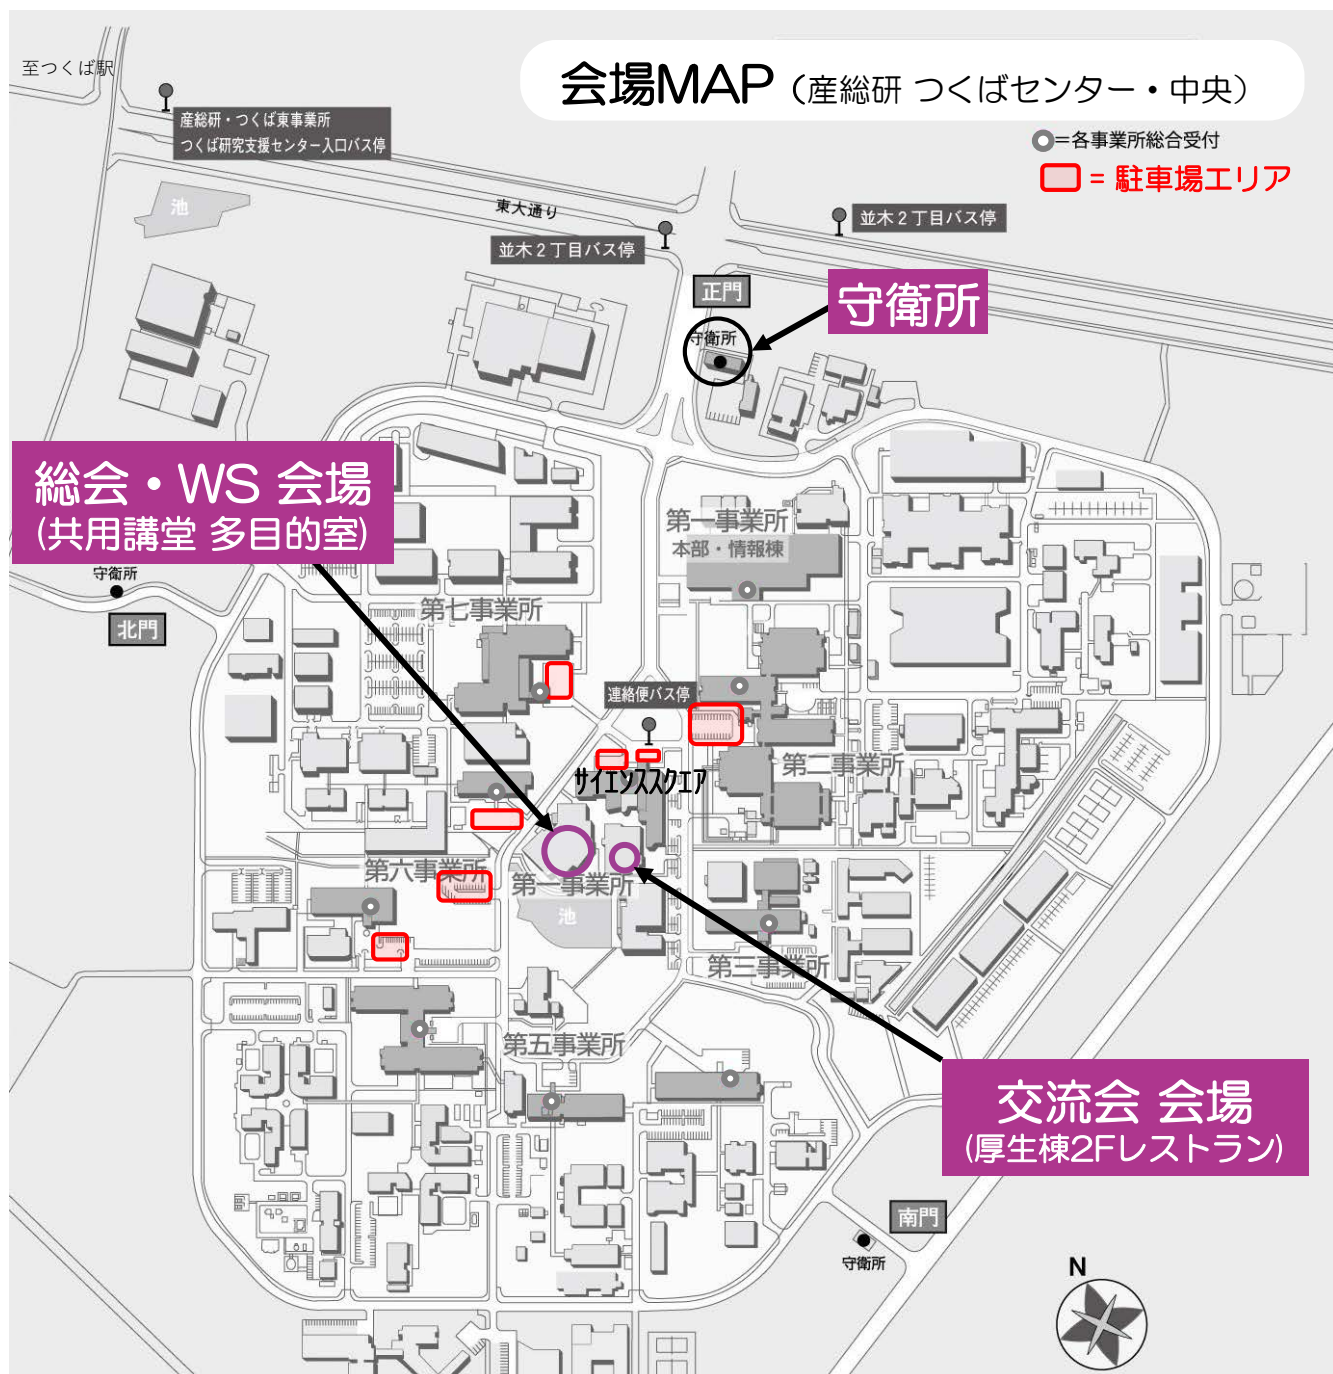 至つくば駅
会場MAP（産総研 つくばセンター・中央）
産総研・つくば東事業所
つくば研究支援センター入口バス停
=各事業所総合受付
= 駐車場エリア
池
東大通り
並木２丁目バス停
並木２丁目バス停
正門
守衛所
守衛所
総会・WS 会場
(共用講堂 多目的室)
第一事業所
本部・情報棟
守衛所
北門
第七事業所
連絡便バス停
サイエンススクエア
第二事業所
第六事業所
第一事業所
池
第三事業所
第五事業所
交流会 会場
(厚生棟2Fレストラン)
南門
守衛所
N